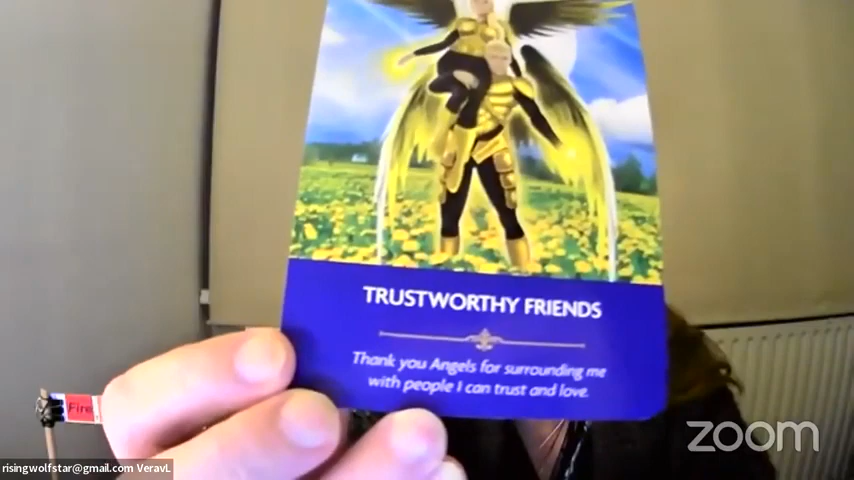 TRUSTWORTHY FRIENDS
Thank you Angels for surrounding me
with people I can trust and love.
Fire
zoom
risingwolfstar@gmail.com VeravL